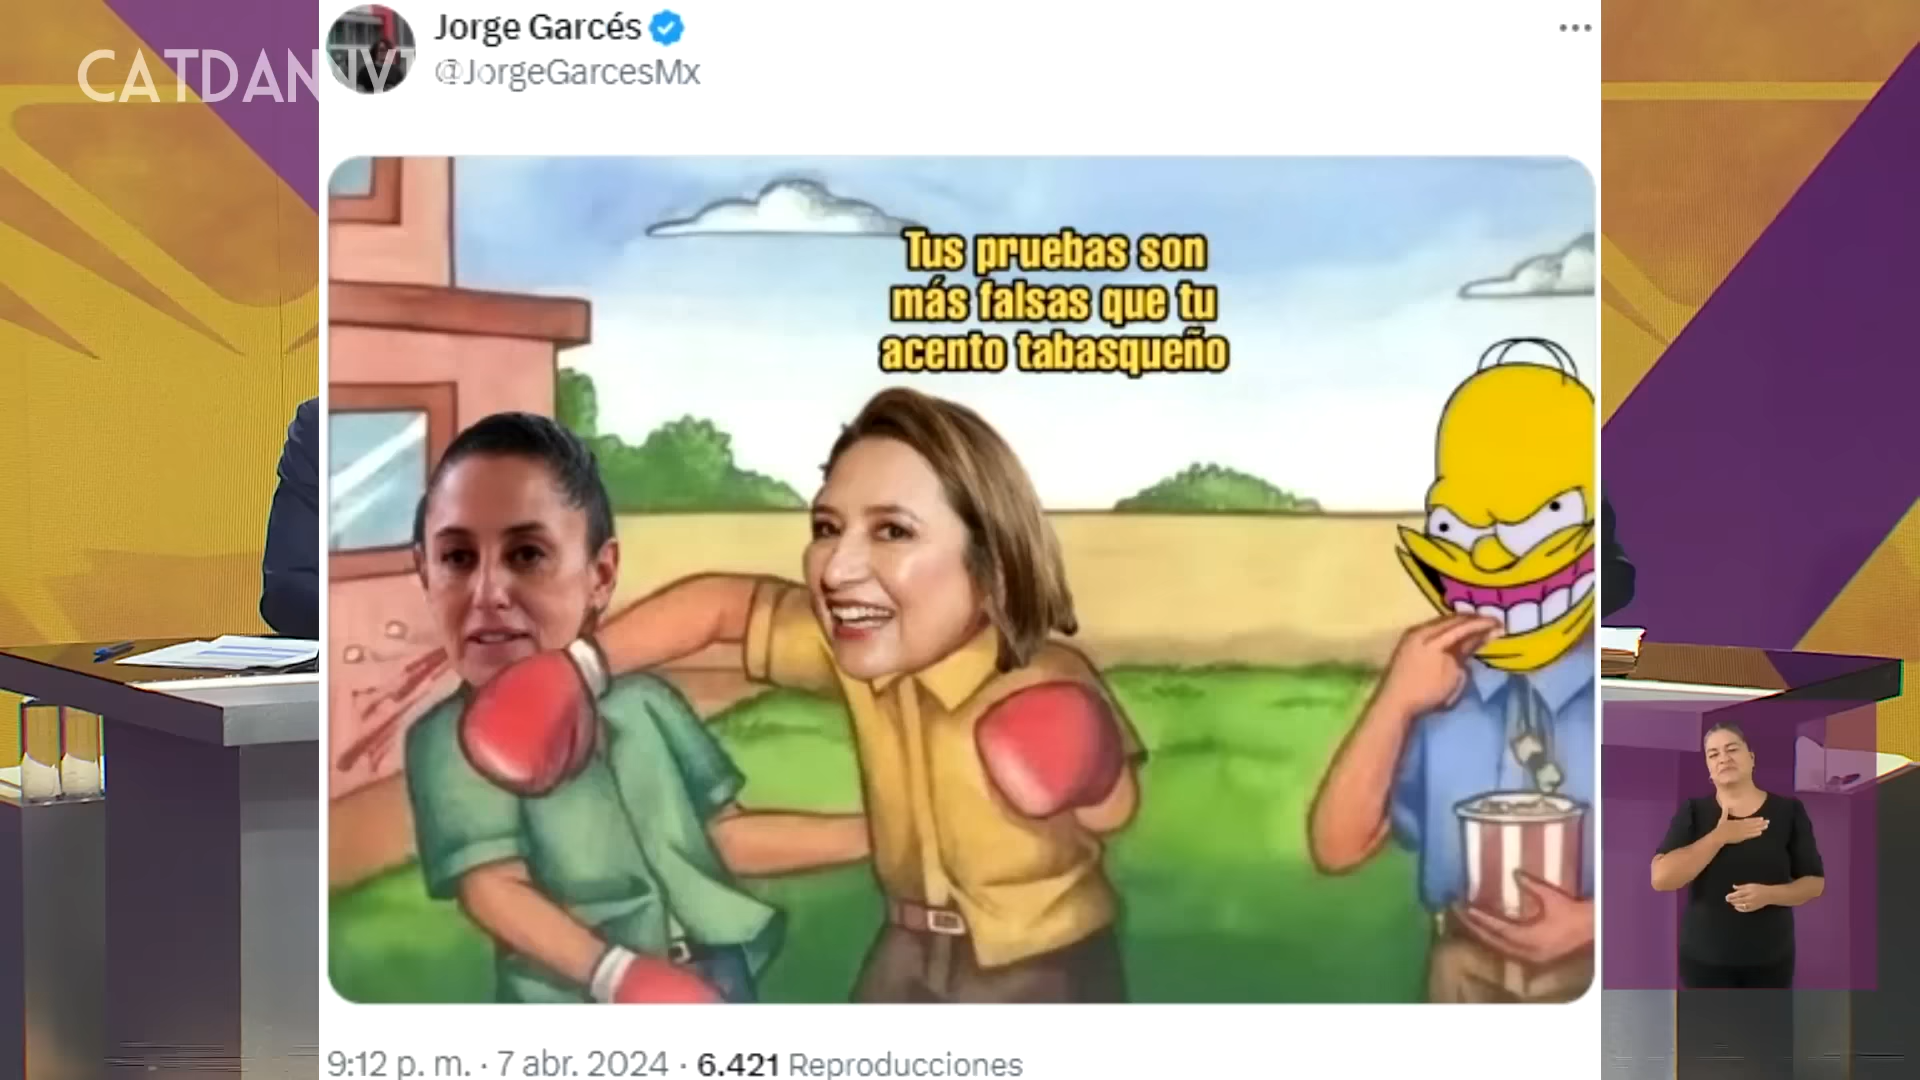 Jorge Garcés
@JorgeGarcesMx
Tus pruebas son
más falsas que tu
acento tabasqueño
9:12 p. m. · 7 abr. 2024 · 6.421 Reproducciones